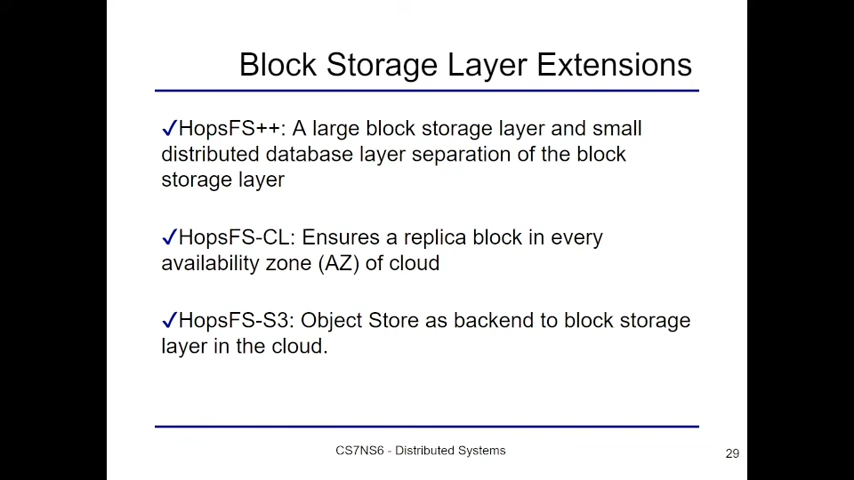 Block Storage Layer Extensions
✓HopsFS++: A large block storage layer and small
distributed database layer separation of the block
storage layer
✓HopsFS-CL: Ensures a replica block in every
availability zone (AZ) of cloud
✓HopsFS-S3: Object Store as backend to block storage
layer in the cloud.
CS7NS6 - Distributed Systems
29